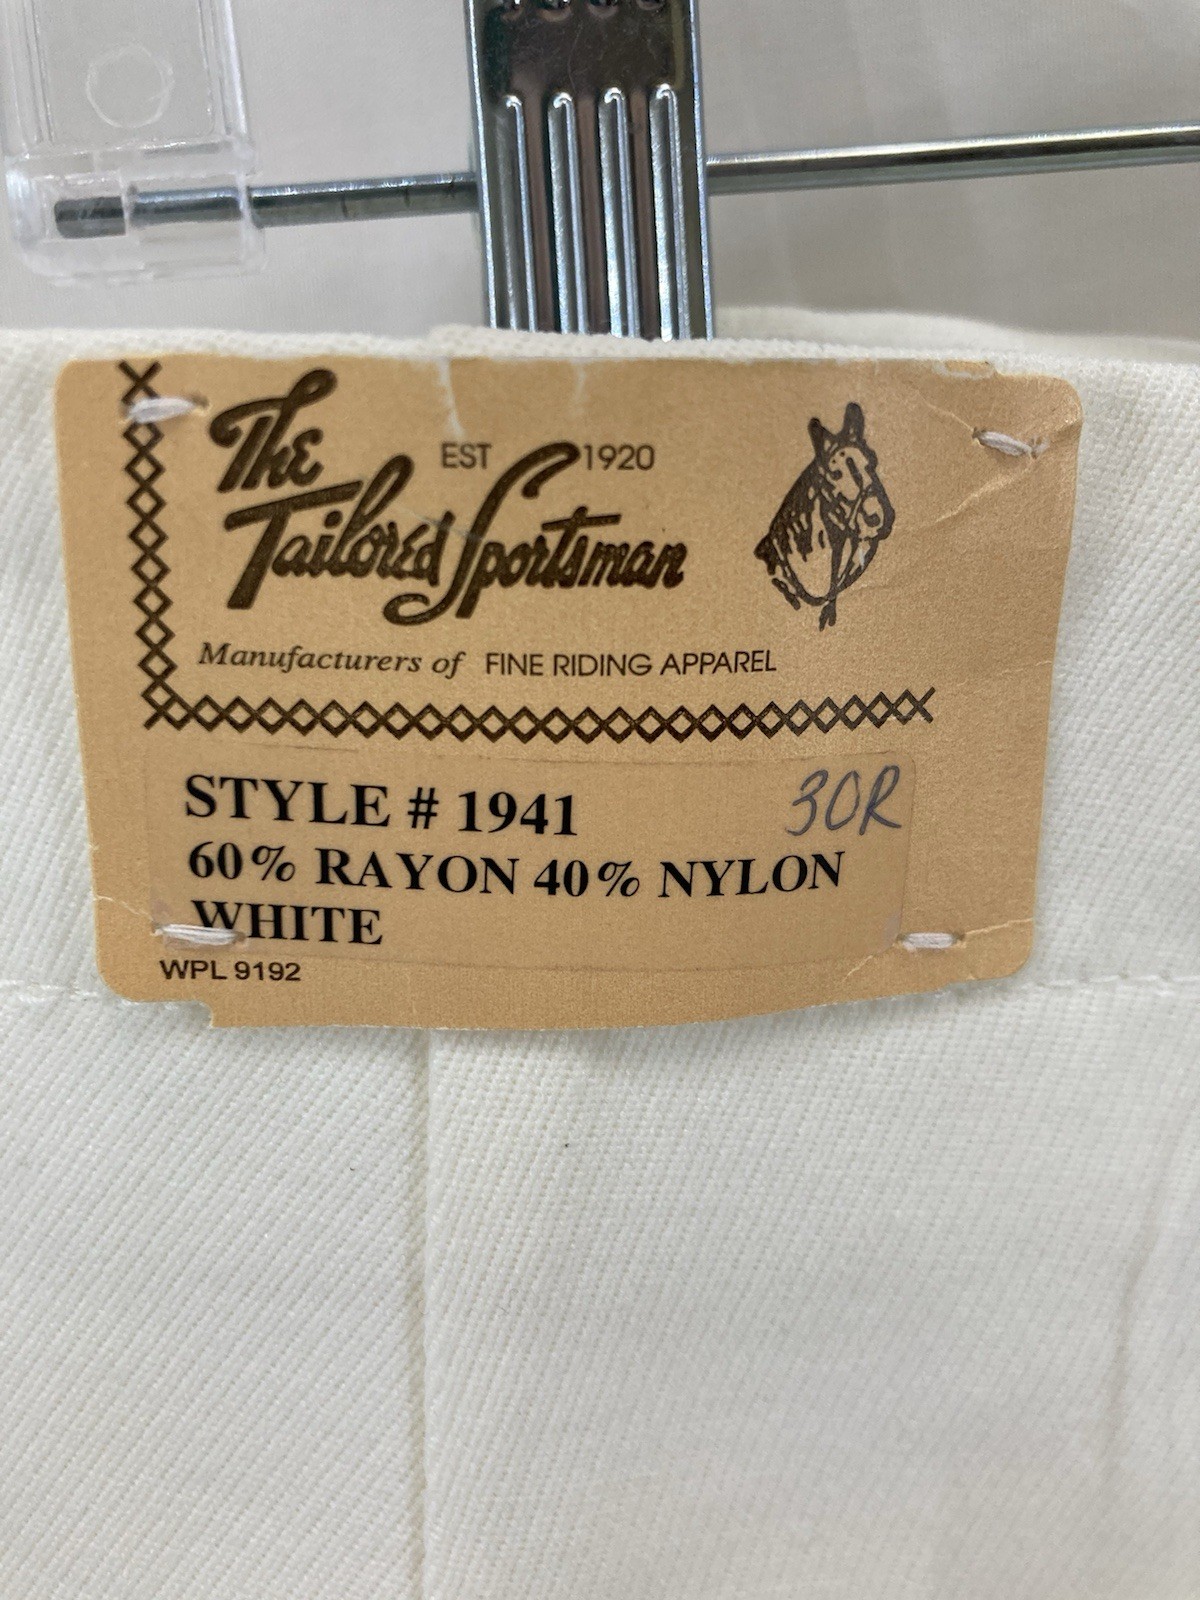 The
EST 1920
Tailored Sportsman
Manufacturers of FINE RIDING APPAREL
STYLE # 1941 30R
60% RAYON 40% NYLON
WHITE
WPL 9192